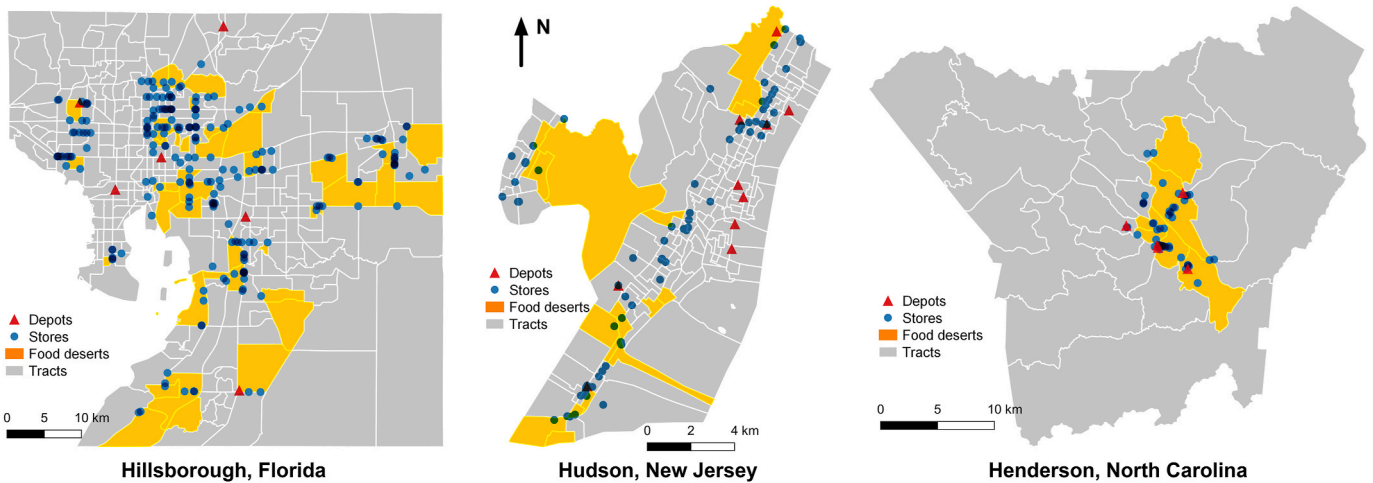 N
Depots
Stores
Food deserts
Tracts
0 5 10 km
Hillsborough, Florida
Depots
Stores
Food deserts
Tracts
0 2 4 km
Hudson, New Jersey
Depots
Stores
Food deserts
Tracts
0 5 10 km
Henderson, North Carolina